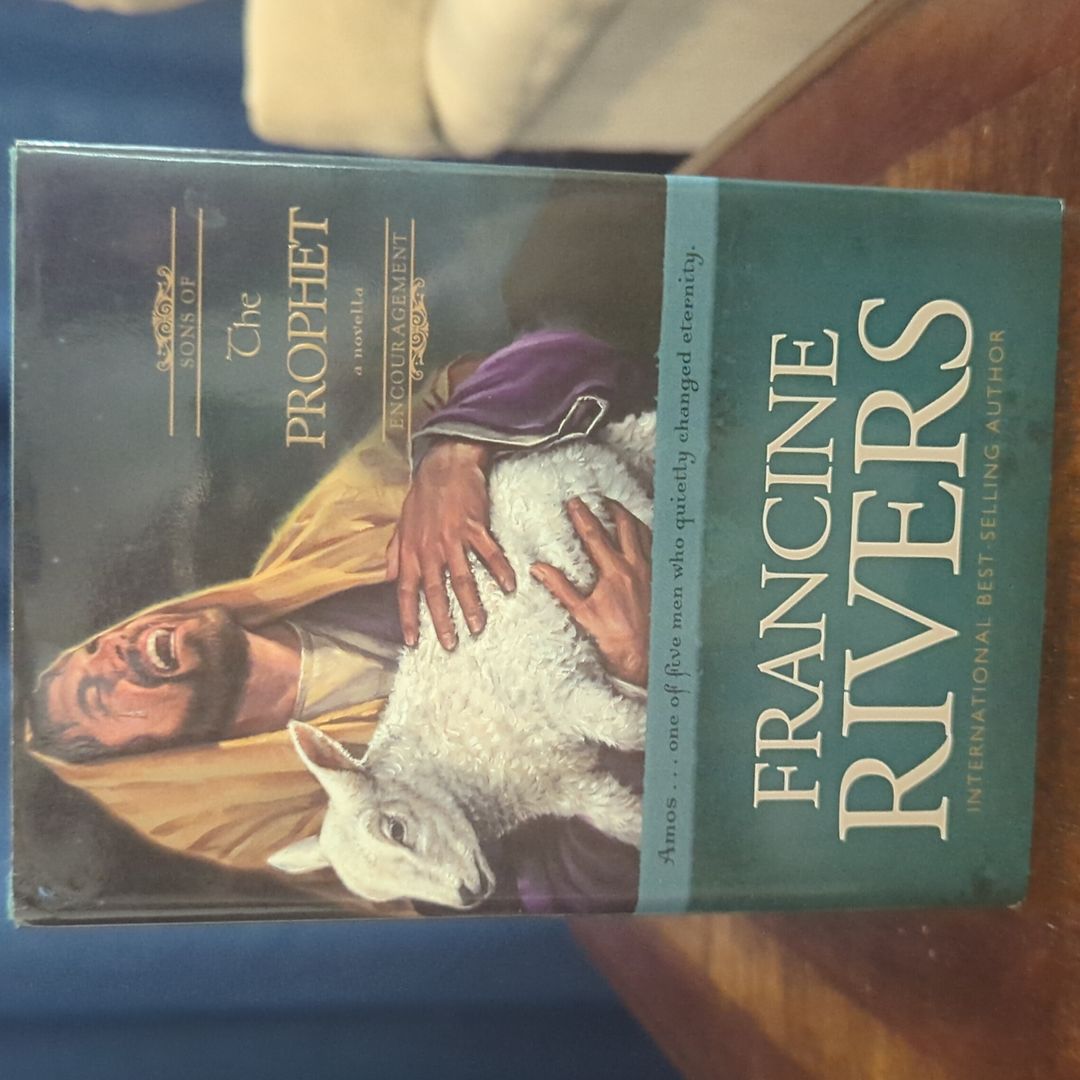 SONS OF
The
PROPHET
a novella
ENCOURAGEMENT
Amos . . . one of five men who quietly changed eternity.
FRANCINE
RIVERS
INTERNATIONAL BEST-SELLING AUTHOR